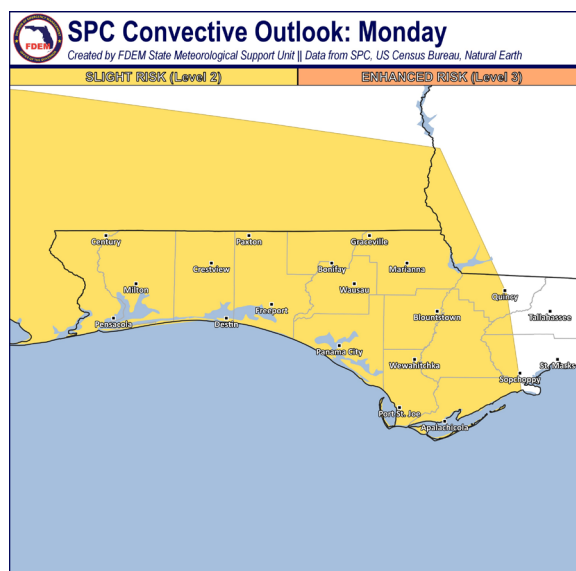 SPC Convective Outlook: Monday
Created by FDEM State Meteorological Support Unit || Data from SPC, US Census Bureau, Natural Earth
FDEM
SLIGHT RISK (Level 2)
ENHANCED RISK (Level 3)
Century
Paxton
Graceville
Crestview
Bonifay
Marianna
Milton
Wausau
Quincy
Pensacola
Destin
Freeport
Blountstown
Tallahassee
Panama City
Wewahitchka
St. Marks
Sopchoppy
Port St. Joe
Apalachicola